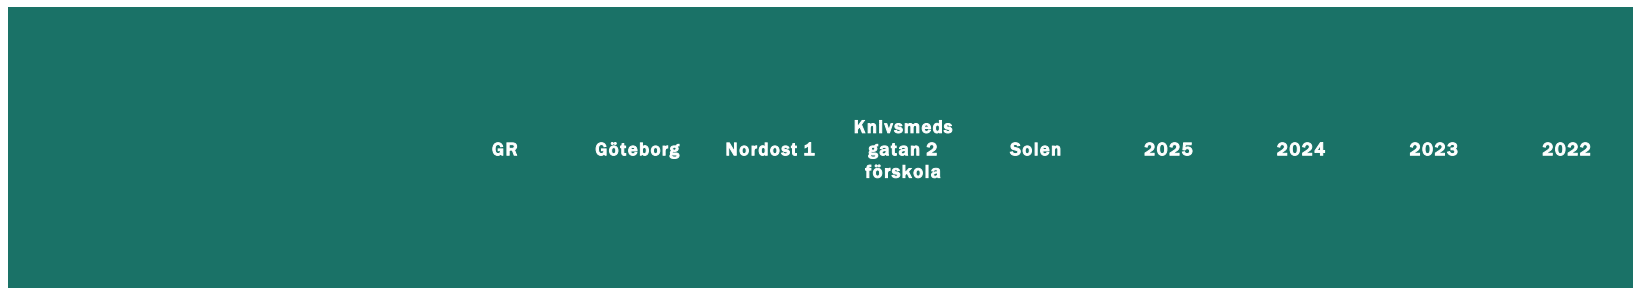 GR Göteborg Nordost 1 Knivsmeds
gatan 2
förskola Solen 2025 2024 2023 2022